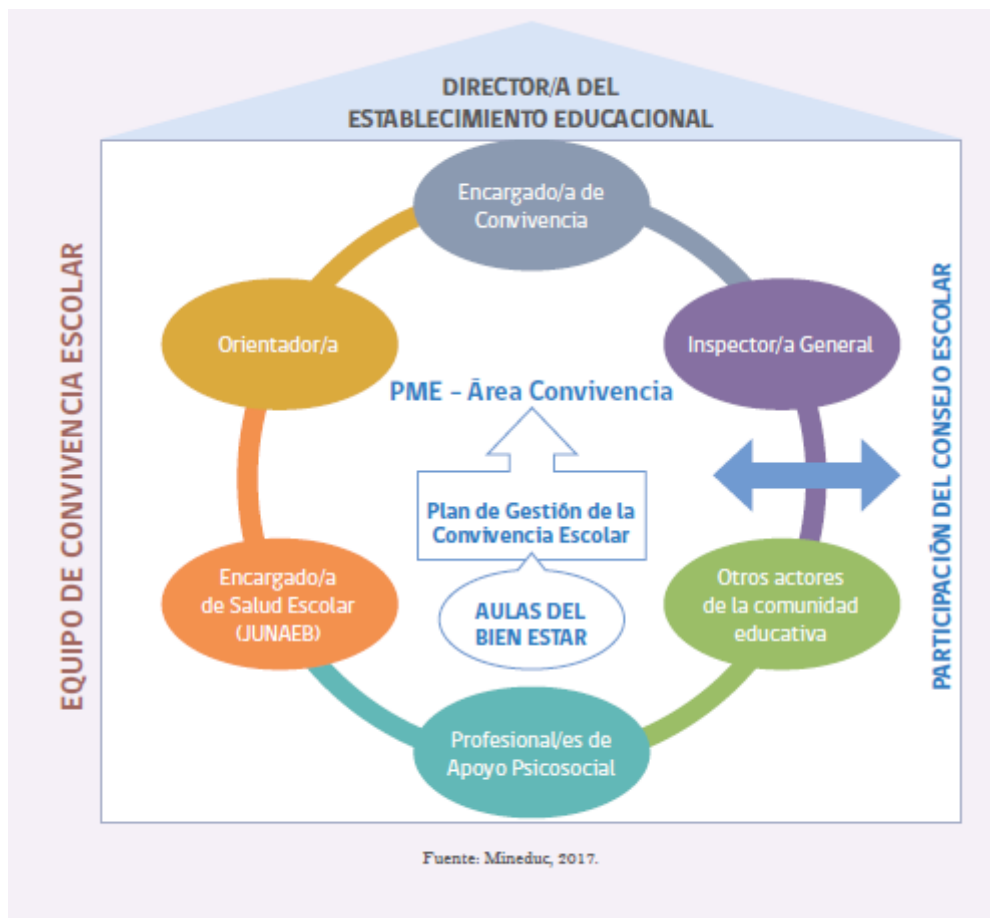 DIRECTOR/A DEL
ESTABLECIMIENTO EDUCACIONAL
EQUIPO DE CONVIVENCIA ESCOLAR
Encargado/a de
Convivencia
Orientador/a
Inspector/a General
PME – Área Convivencia
Plan de Gestión de la
Convivencia Escolar
AULAS DEL
BIEN ESTAR
Encargado/a
de Salud Escolar
(JUNAEB)
Otros actores
de la comunidad
educativa
Profesional/es de
Apoyo Psicosocial
PARTICIPACIÓN DEL CONSEJO ESCOLAR
Fuente: Mineduc, 2017.